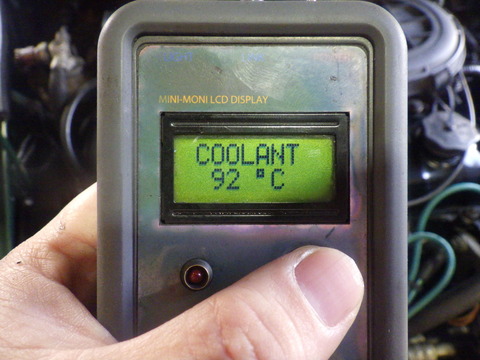 MINI-MONI LCD DISPLAY
COOLANT
92 °C